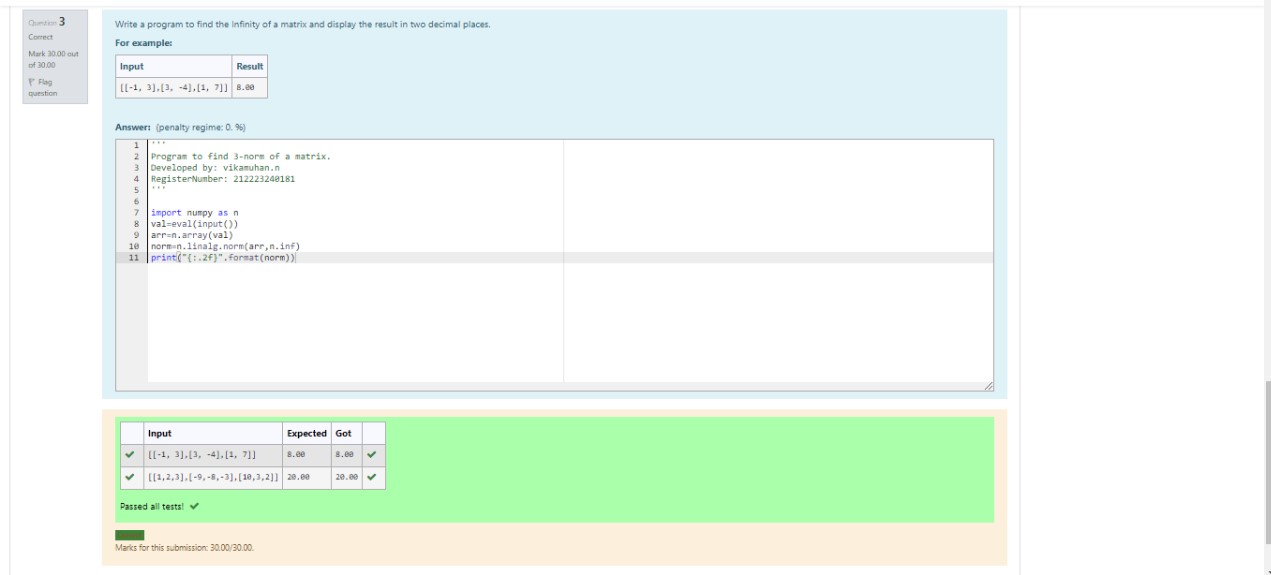 Question 3
Correct
Mark 30.00 out
of 30.00
Flag
question
Write a program to find the Infinity of a matrix and display the result in two decimal places.
For example:
Input Result
[[-1, 3],[3, -4],[1, 7]] 8.00
Answer: (penalty regime: 0. %)
1 '''
2 Program to find 3-norm of a matrix.
3 Developed by: vikamuhan.n
4 RegisterNumber: 212223240181
5 '''
6
7 import numpy as n
8 val=eval(input())
9 arr=n.array(val)
10 norm=n.linalg.norm(arr,n.inf)
11 print("{:.2f}".format(norm))
Input Expected Got
[[-1, 3],[3, -4],[1, 7]] 8.00 8.00
[[1,2,3],[-9,-8,-3],[10,3,2]] 20.00 20.00
Passed all tests!
Marks for this submission: 30.00/30.00.